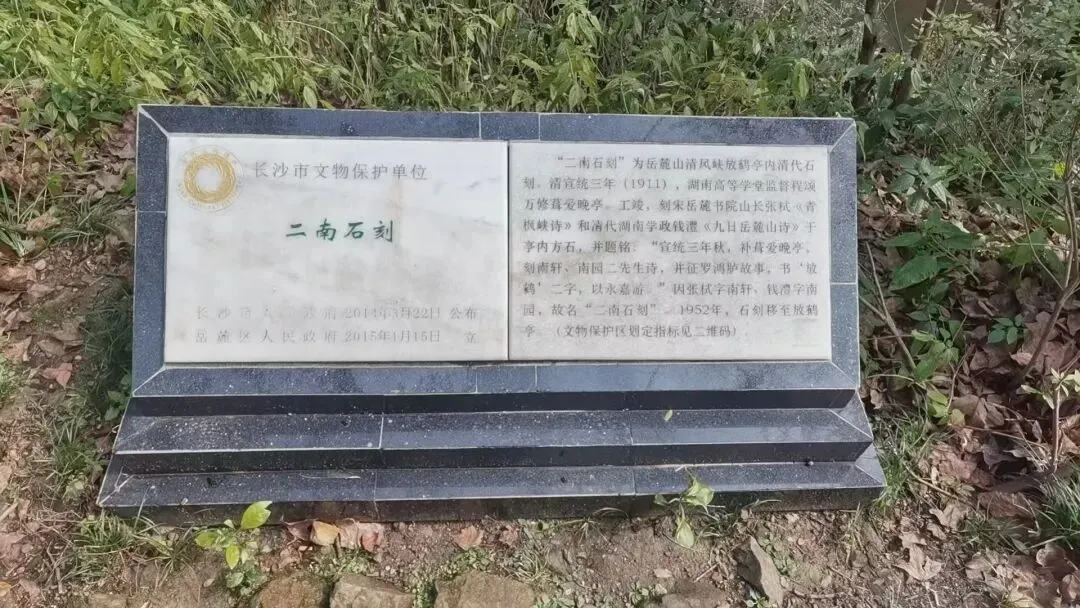 长沙市文物保护单位
二南石刻
长沙市人 政府2014年3月22日公布
岳麓区人民政府2015年1月15日 立
“二南石刻”为岳麓山清风峡放鹤亭内清代石
刻。清宣统三年（1911），湖南高等学堂监督程颂
万修葺爱晚亭。工竣，刻宋岳麓书院山长张栻《青
枫峡诗》和清代湖南学政钱澧《九日岳麓山诗》于
亭内方石，并题铭。“宣统三年秋，补葺爱晚亭，
刻南轩、南园二先生诗，并征罗鸿胪故事，书‘放
鹤’二字，以永嘉游。”因张栻字南轩、钱澧字南
园，故名“二南石刻”。1952年，石刻移至放鹤
亭。（文物保护区划定指标见二维码）